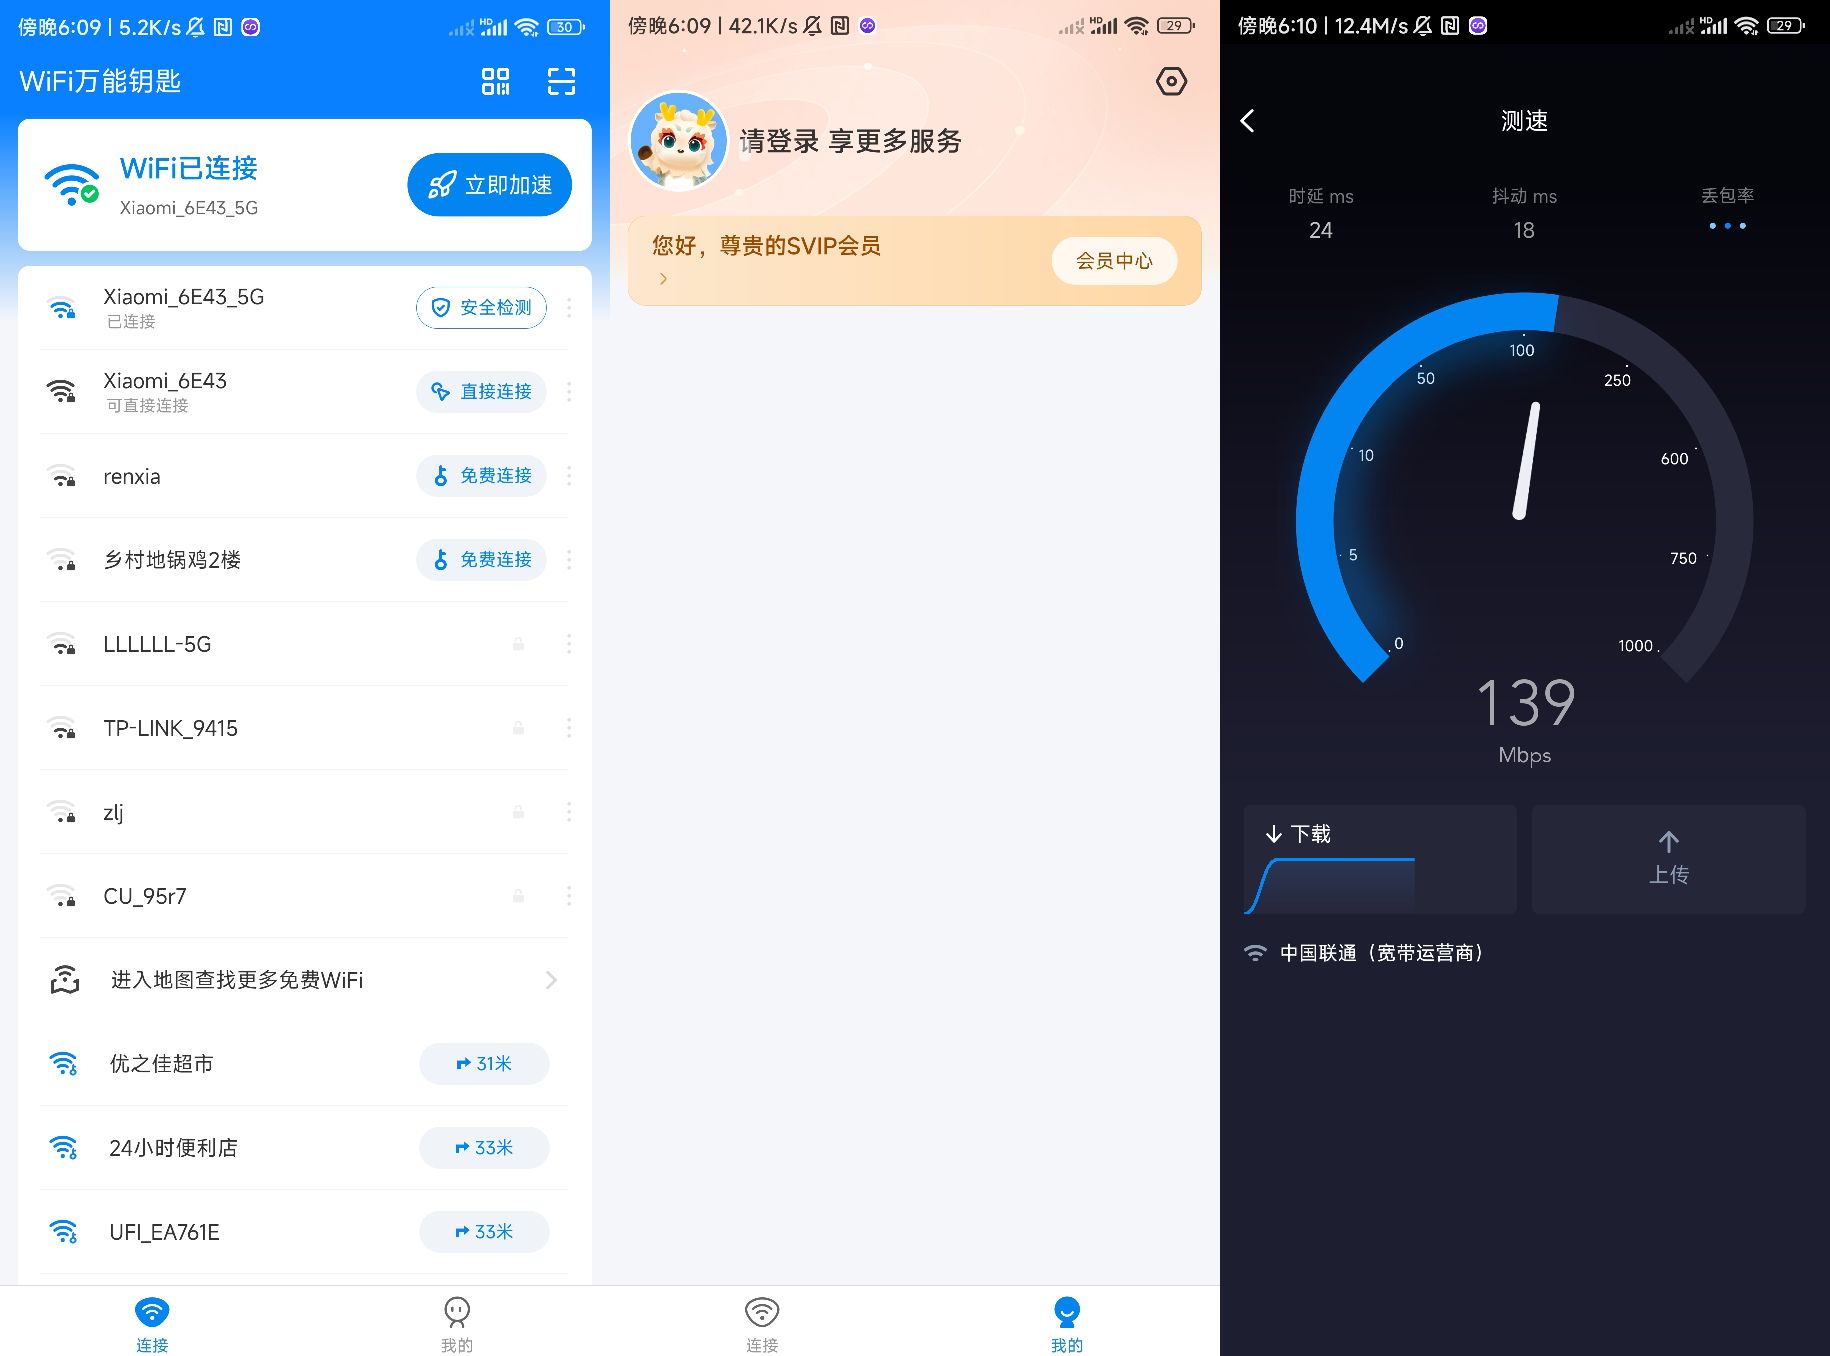 傍晚6:09 | 5.2K/s
HD
30
WiFi万能钥匙
WiFi已连接
Xiaomi_6E43_5G
立即加速
Xiaomi_6E43_5G
已连接
安全检测
Xiaomi_6E43
可直接连接
直接连接
renxia
免费连接
乡村地锅鸡2楼
免费连接
LLLLLL-5G
TP-LINK_9415
zlj
CU_95r7
进入地图查找更多免费WiFi
优之佳超市
31米
24小时便利店
33米
UFI_EA761E
33米
连接
我的
傍晚6:09 | 42.1K/s
HD
29
请登录 享更多服务
您好，尊贵的SVIP会员
会员中心
连接
我的
傍晚6:10 | 12.4M/s
HD
29
测速
时延 ms
抖动 ms
丢包率
24
18
100
50
250
10
600
5
750
0
1000
139
Mbps
下载
上传
中国联通（宽带运营商）